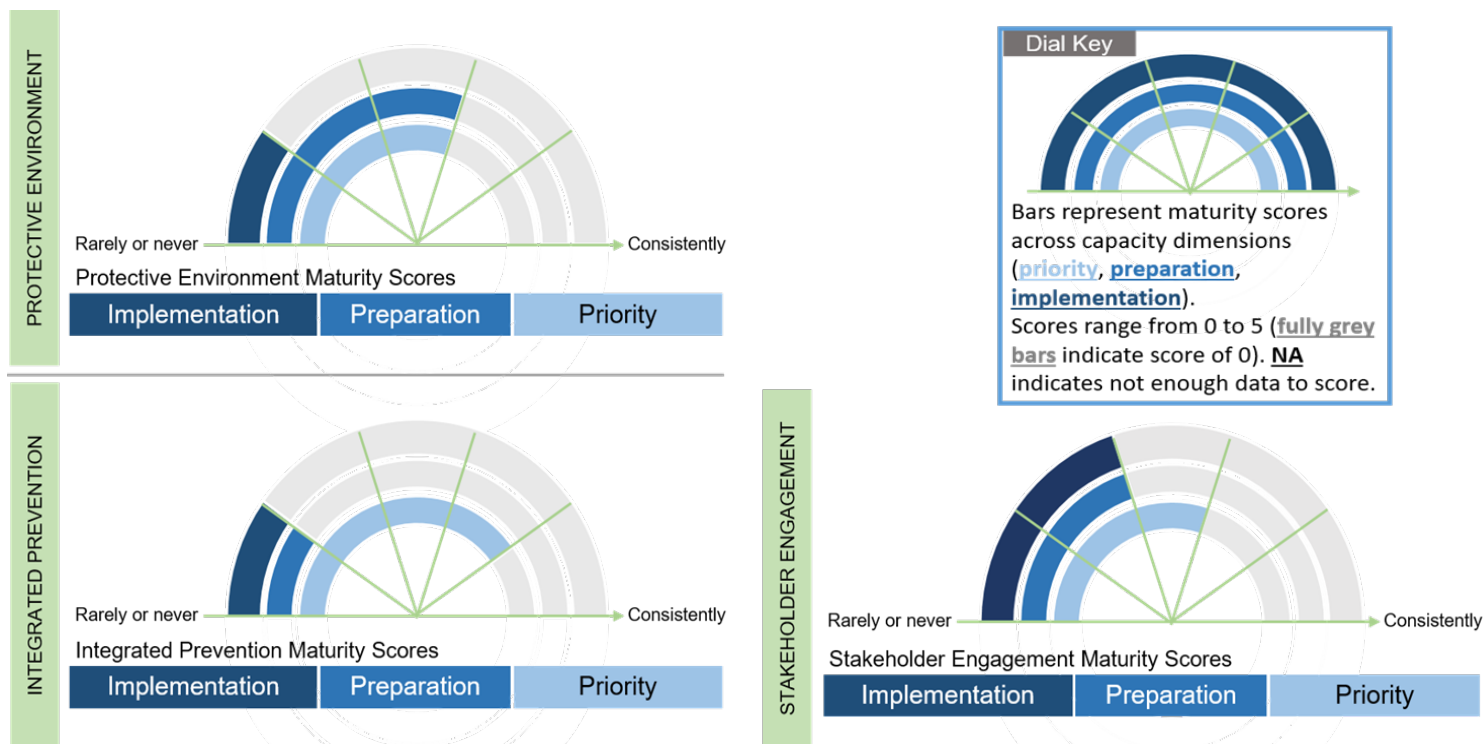 PROTECTIVE ENVIRONMENT
Rarely or never
Consistently
Protective Environment Maturity Scores
Implementation
Preparation
Priority
Dial Key
Bars represent maturity scores
across capacity dimensions
(priority, preparation,
implementation).
Scores range from 0 to 5 (fully grey
bars indicate score of 0). NA
indicates not enough data to score.
INTEGRATED PREVENTION
Rarely or never
Consistently
Integrated Prevention Maturity Scores
Implementation
Preparation
Priority
STAKEHOLDER ENGAGEMENT
Rarely or never
Consistently
Stakeholder Engagement Maturity Scores
Implementation
Preparation
Priority